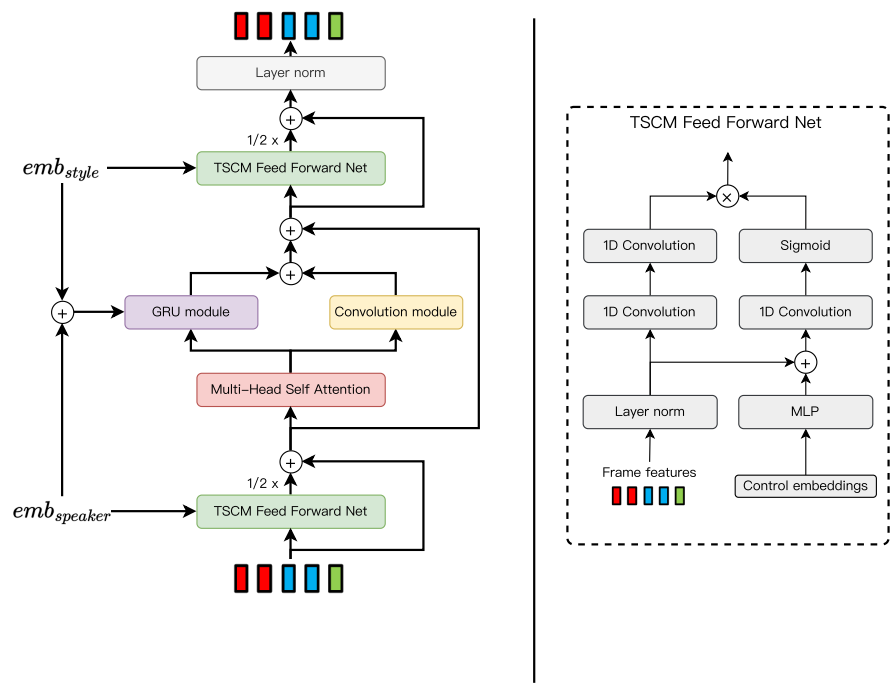 Layer norm
+
1/2 x
TSCM Feed Forward Net
emb_style
+
+
+
GRU module
Convolution module
Multi-Head Self Attention
+
1/2 x
TSCM Feed Forward Net
emb_speaker
TSCM Feed Forward Net
×
1D Convolution
Sigmoid
1D Convolution
1D Convolution
+
Layer norm
MLP
Frame features
Control embeddings